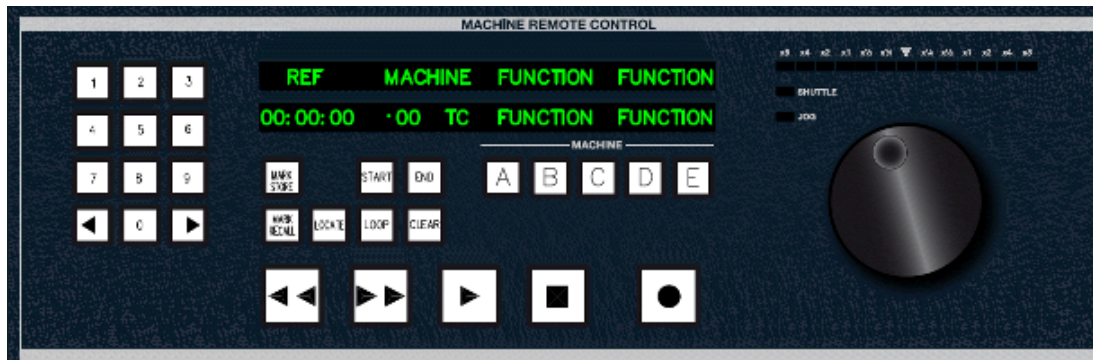 MACHINE REMOTE CONTROL
1 2 3
4 5 6
7 8 9
0
REF MACHINE FUNCTION FUNCTION
00:00:00 ·00 TC FUNCTION FUNCTION
MACHINE
MARK STORE
START END
A B C D E
MARK RECALL
LOCATE LOOP CLEAR
SHUTTLE
JOG